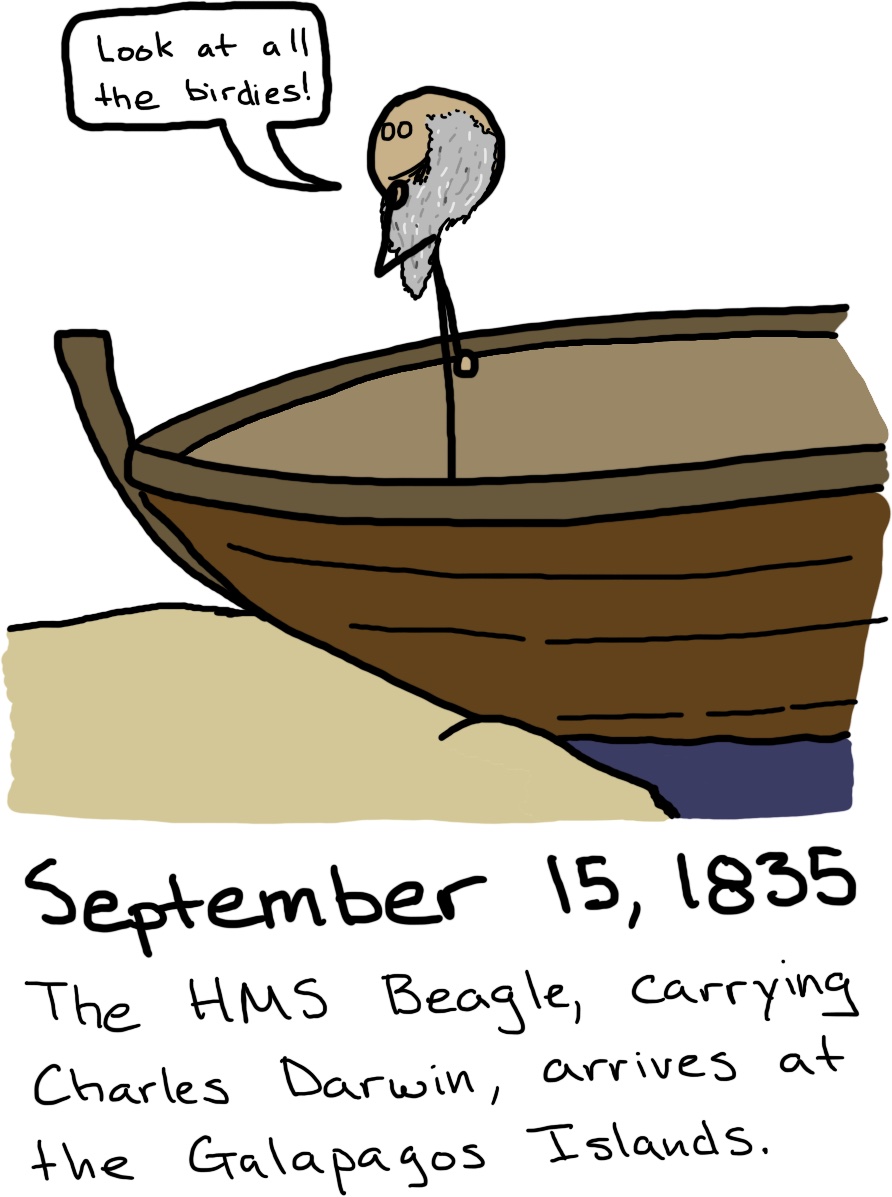 Look at all
the birdies!
September 15, 1835
The HMS Beagle, carrying
Charles Darwin, arrives at
the Galapagos Islands.